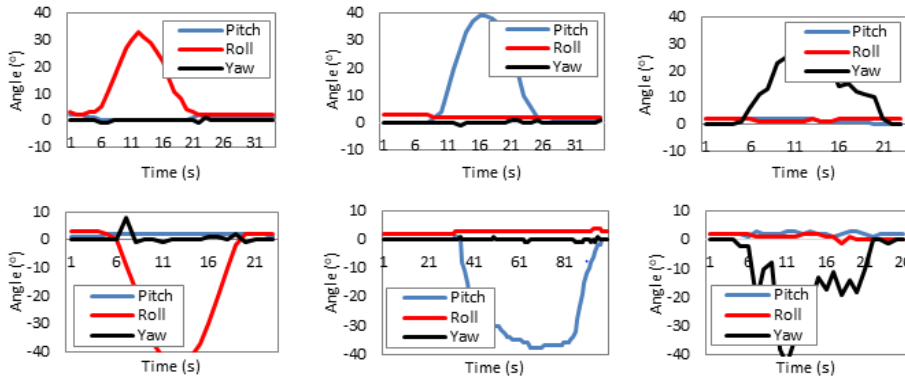 40
30
20
10
0
-10
Angle (°)
1 6 11 16 21 26 31
Time (s)
Pitch
Roll
Yaw
40
30
20
10
0
-10
Angle (°)
1 6 11 16 21 26 31
Time (s)
Pitch
Roll
Yaw
40
30
20
10
0
-10
Angle (°)
1 6 11 16 21
Time (s)
Pitch
Roll
Yaw
10
0
-10
-20
-30
-40
Angle (°)
1 6 11 16 21
Time (s)
Pitch
Roll
Yaw
10
0
-10
-20
-30
-40
Angle (°)
1 21 41 61 81
Time (s)
Pitch
Roll
Yaw
10
0
-10
-20
-30
-40
Angle (°)
1 6 11 16 21 26
Time (s)
Pitch
Roll
Yaw